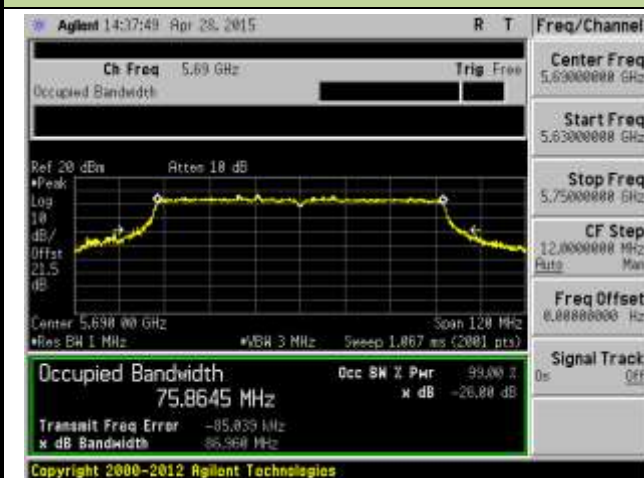 Agilent 14:37:49 Apr 28, 2015 R T
Freq/Channel
Ch Freq 5.69 GHz Trig Free
Occupied Bandwidth
Center Freq
5.69000000 GHz
Start Freq
5.63000000 GHz
Stop Freq
5.75000000 GHz
CF Step
12.0000000 MHz
Auto Man
Freq Offset
0.00000000 Hz
Signal Track
On Off
Ref 20 dBm Atten 10 dB
•Peak
Log
10
dB/
Offst
21.5
dB
Center 5.690 00 GHz Span 120 MHz
•Res BW 1 MHz •VBW 3 MHz Sweep 1.067 ms (2001 pts)
Occupied Bandwidth
75.8645 MHz
Occ BW % Pwr 99.00 %
x dB -26.00 dB
Transmit Freq Error -85.039 kHz
x dB Bandwidth 86.960 MHz
Copyright 2000-2012 Agilent Technologies